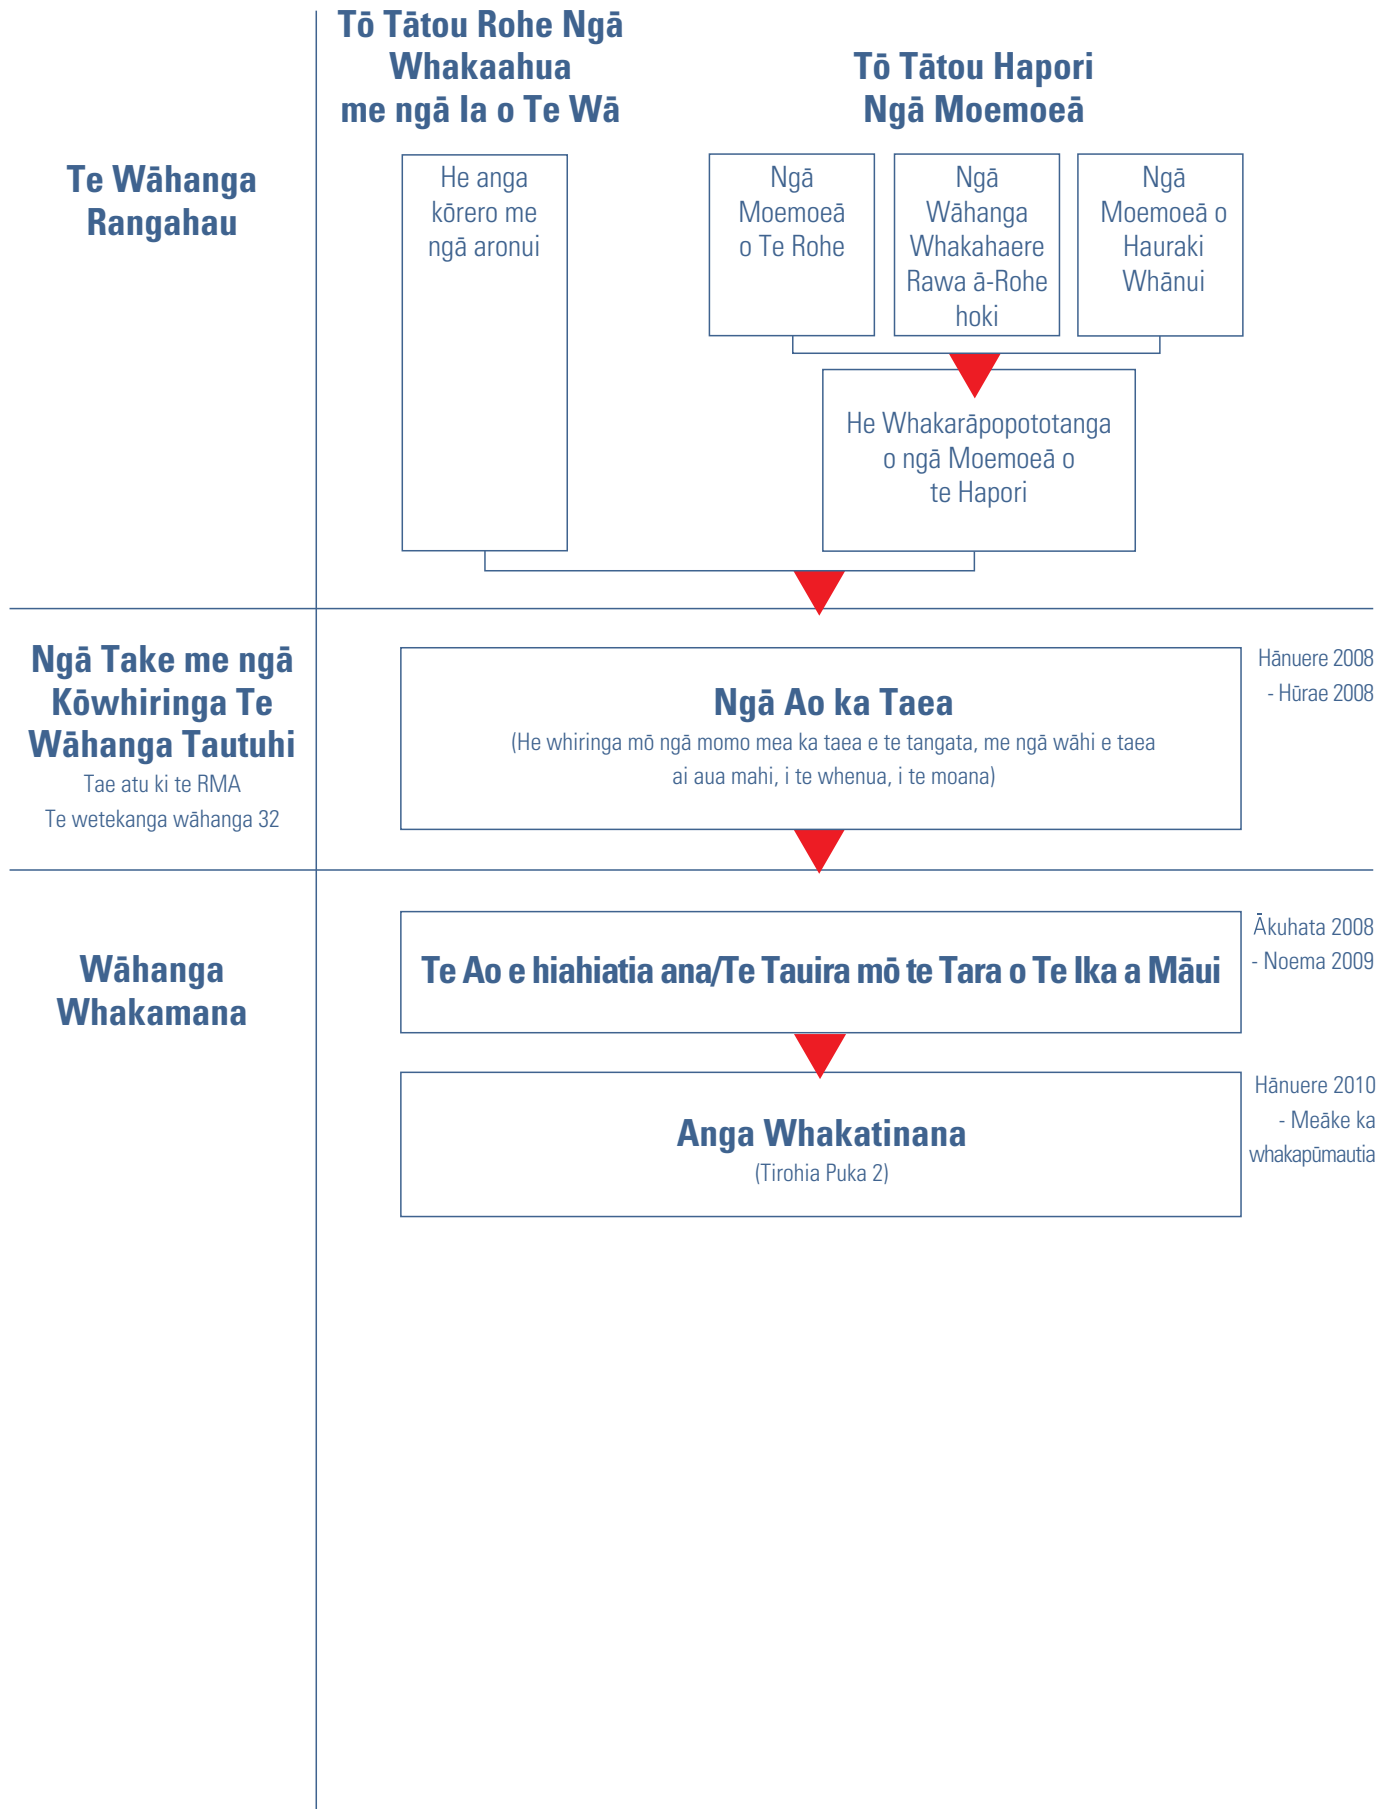 Tō Tātou Rohe Ngā
Whakaahua
me ngā Ia o Te Wā
Tō Tātou Hapori
Ngā Moemoeā
Te Wāhanga
Rangahau
He anga
kōrero me
ngā aronui
Ngā
Moemoeā
o Te Rohe
Ngā
Wāhanga
Whakahaere
Rawa ā-Rohe
hoki
Ngā
Moemoeā o
Hauraki
Whānui
He Whakarāpopototanga
o ngā Moemoeā o
te Hapori
Ngā Take me ngā
Kōwhiringa Te
Wāhanga Tautuhi
Tae atu ki te RMA
Te wetekanga wāhanga 32
Ngā Ao ka Taea
(He whiringa mō ngā momo mea ka taea e te tangata, me ngā wāhi e taea
ai aua mahi, i te whenua, i te moana)
Hānuere 2008
- Hūrae 2008
Wāhanga
Whakamana
Te Ao e hiahiatia ana/Te Tauira mō te Tara o Te Ika a Māui
Ākuhata 2008
- Noema 2009
Anga Whakatinana
(Tirohia Puka 2)
Hānuere 2010
- Meāke ka
whakapūmautia